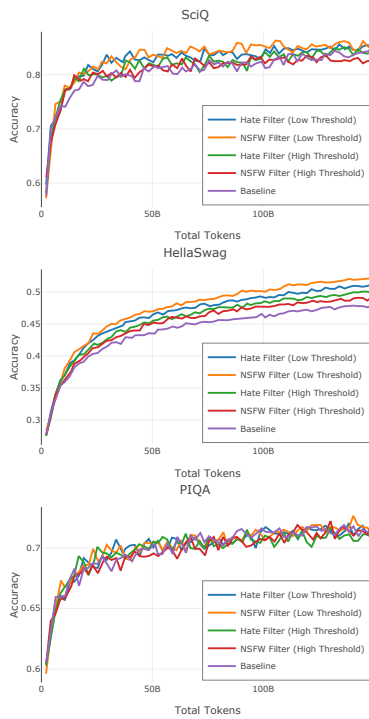 SciQ
Accuracy
0.8
0.7
0.6
0
50B
100B
Hate Filter (Low Threshold)
NSFW Filter (Low Threshold)
Hate Filter (High Threshold)
NSFW Filter (High Threshold)
Baseline
Total Tokens
HellaSwag
Accuracy
0.5
0.45
0.4
0.35
0.3
0
50B
100B
Hate Filter (Low Threshold)
NSFW Filter (Low Threshold)
Hate Filter (High Threshold)
NSFW Filter (High Threshold)
Baseline
Total Tokens
PIQA
Accuracy
0.7
0.65
0.6
0
50B
100B
Hate Filter (Low Threshold)
NSFW Filter (Low Threshold)
Hate Filter (High Threshold)
NSFW Filter (High Threshold)
Baseline
Total Tokens